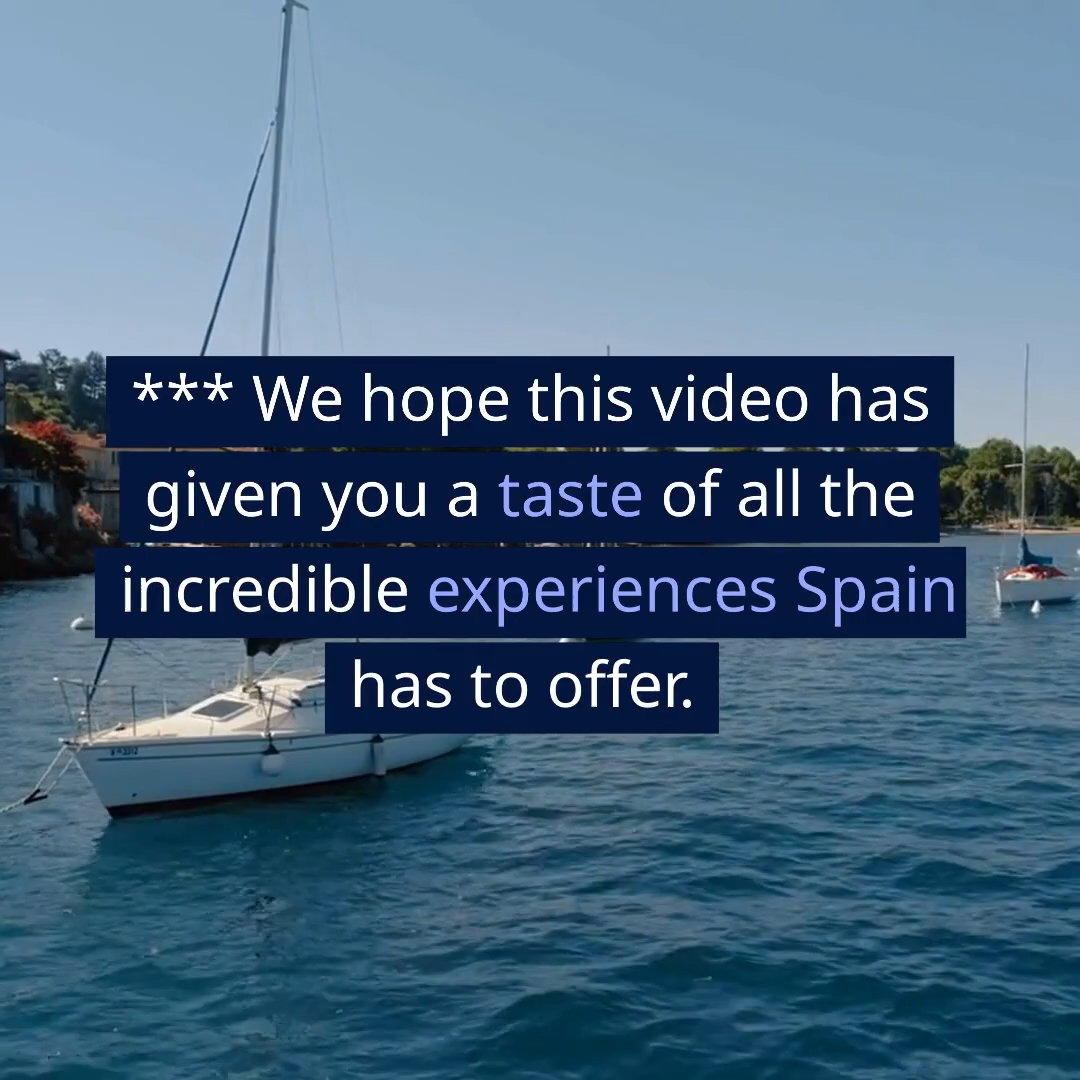 *** We hope this video has
given you a taste of all the
incredible experiences Spain
has to offer.